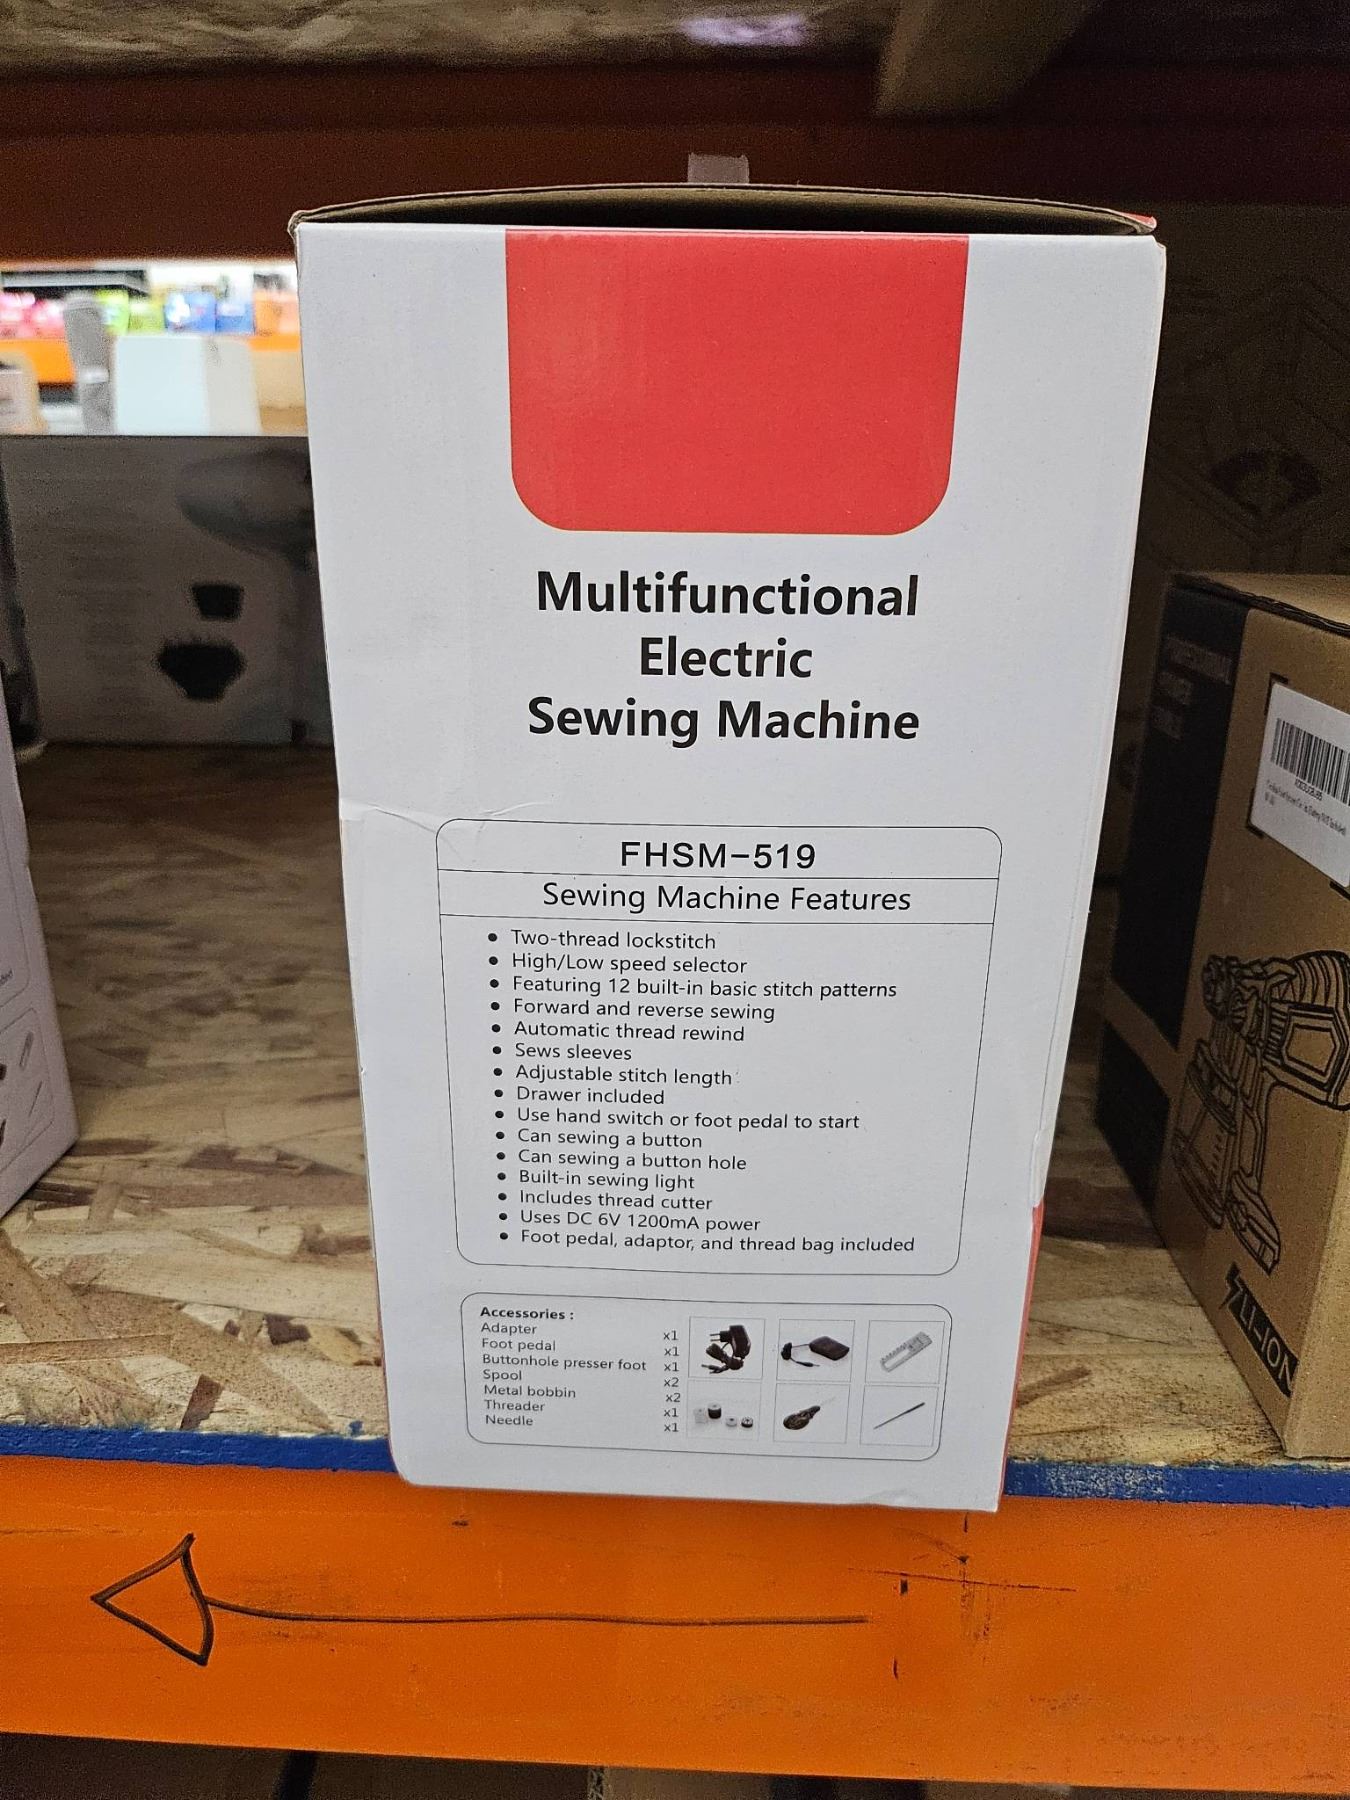 Multifunctional
Electric
Sewing Machine
FHSM-519
Sewing Machine Features
• Two-thread lockstitch
• High/Low speed selector
• Featuring 12 built-in basic stitch patterns
• Forward and reverse sewing
• Automatic thread rewind
• Sews sleeves
• Adjustable stitch length
• Drawer included
• Use hand switch or foot pedal to start
• Can sewing a button
• Can sewing a button hole
• Built-in sewing light
• Includes thread cutter
• Uses DC 6V 1200mA power
• Foot pedal, adaptor, and thread bag included
Accessories :
Adapter x1
Foot pedal x1
Buttonhole presser foot x1
Spool x2
Metal bobbin x2
Threader x1
Needle x1
LI-ION